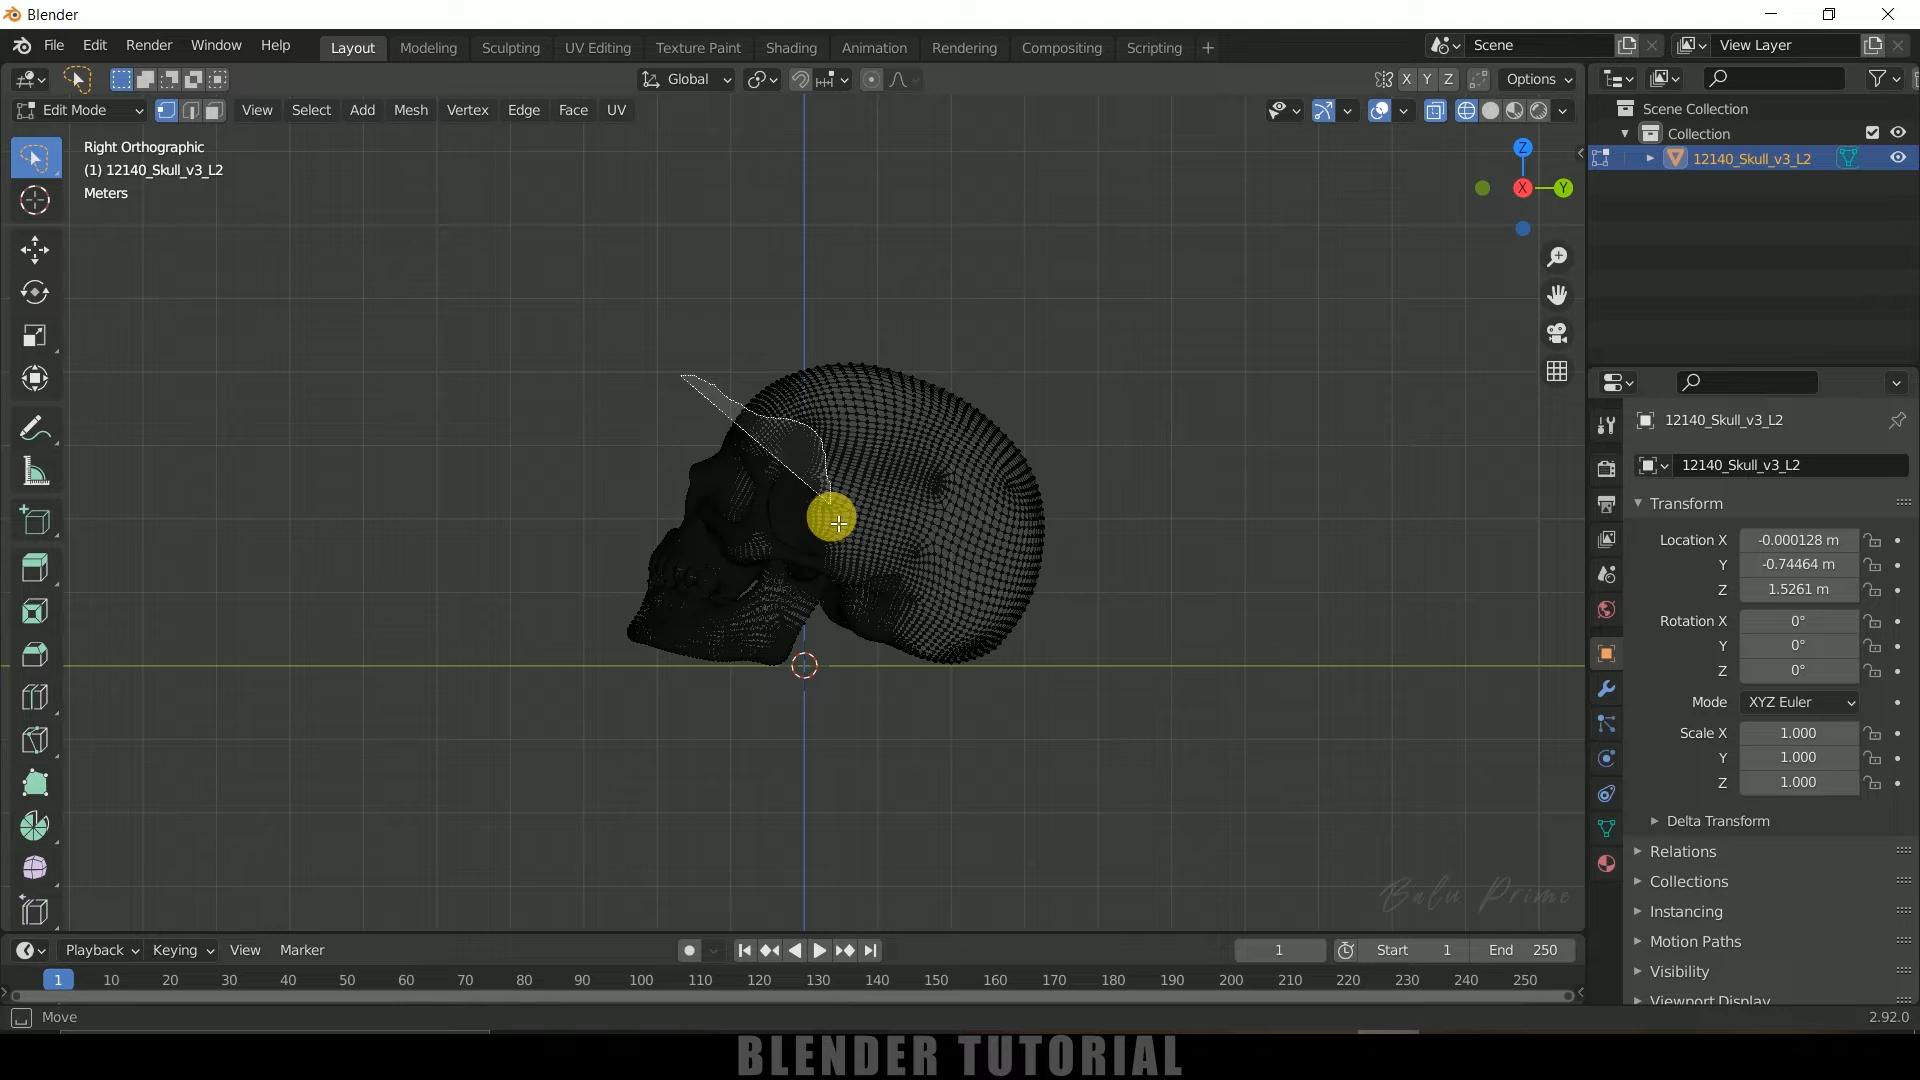 Blender
File Edit Render Window Help Layout Modeling Sculpting UV Editing Texture Paint Shading Animation Rendering Compositing Scripting + Scene View Layer
Global X Y Z Options
Edit Mode View Select Add Mesh Vertex Edge Face UV
Scene Collection
Collection
12140_Skull_v3_L2
Right Orthographic
(1) 12140_Skull_v3_L2
Meters
Z
X
Y
12140_Skull_v3_L2
12140_Skull_v3_L2
Transform
Location X -0.000128 m
Y -0.74464 m
Z 1.5261 m
Rotation X 0°
Y 0°
Z 0°
Mode XYZ Euler
Scale X 1.000
Y 1.000
Z 1.000
Delta Transform
Relations
Collections
Instancing
Motion Paths
Visibility
Viewport Display
Balu Prime
Playback Keying View Marker 1 Start 1 End 250
1 10 20 30 40 50 60 70 80 90 100 110 120 130 140 150 160 170 180 190 200 210 220 230 240 250
Move 2.92.0
BLENDER TUTORIAL